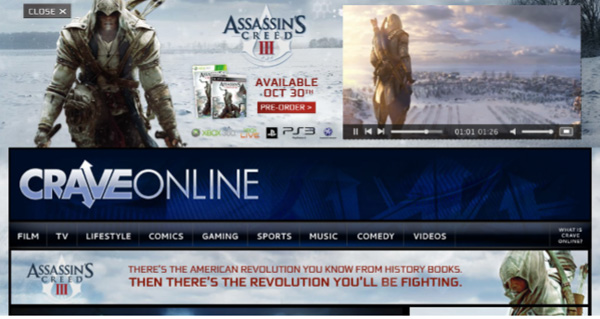 CLOSE X
ASSASSIN'S
CREED
III
AVAILABLE
OCT 30TH
PRE-ORDER >
XBOX 360
LIVE
PS3
01:01 01:26
CRAVEONLINE
FILM
TV
LIFESTYLE
COMICS
GAMING
SPORTS
MUSIC
COMEDY
VIDEOS
WHAT IS
CRAVE
ONLINE?
ASSASSIN'S
CREED
III
THERE'S THE AMERICAN REVOLUTION YOU KNOW FROM HISTORY BOOKS.
THEN THERE'S THE REVOLUTION YOU'LL BE FIGHTING.